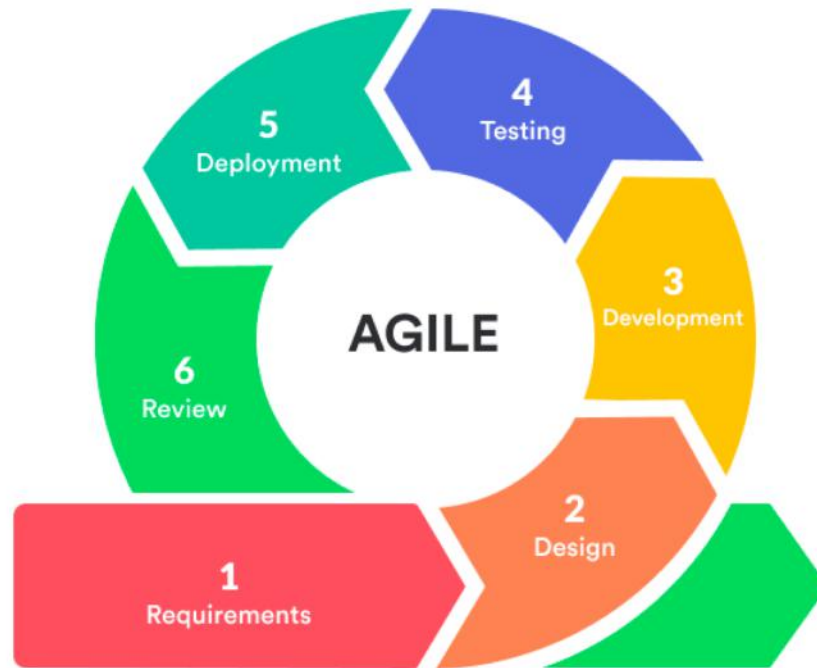 AGILE
1
Requirements
2
Design
3
Development
4
Testing
5
Deployment
6
Review